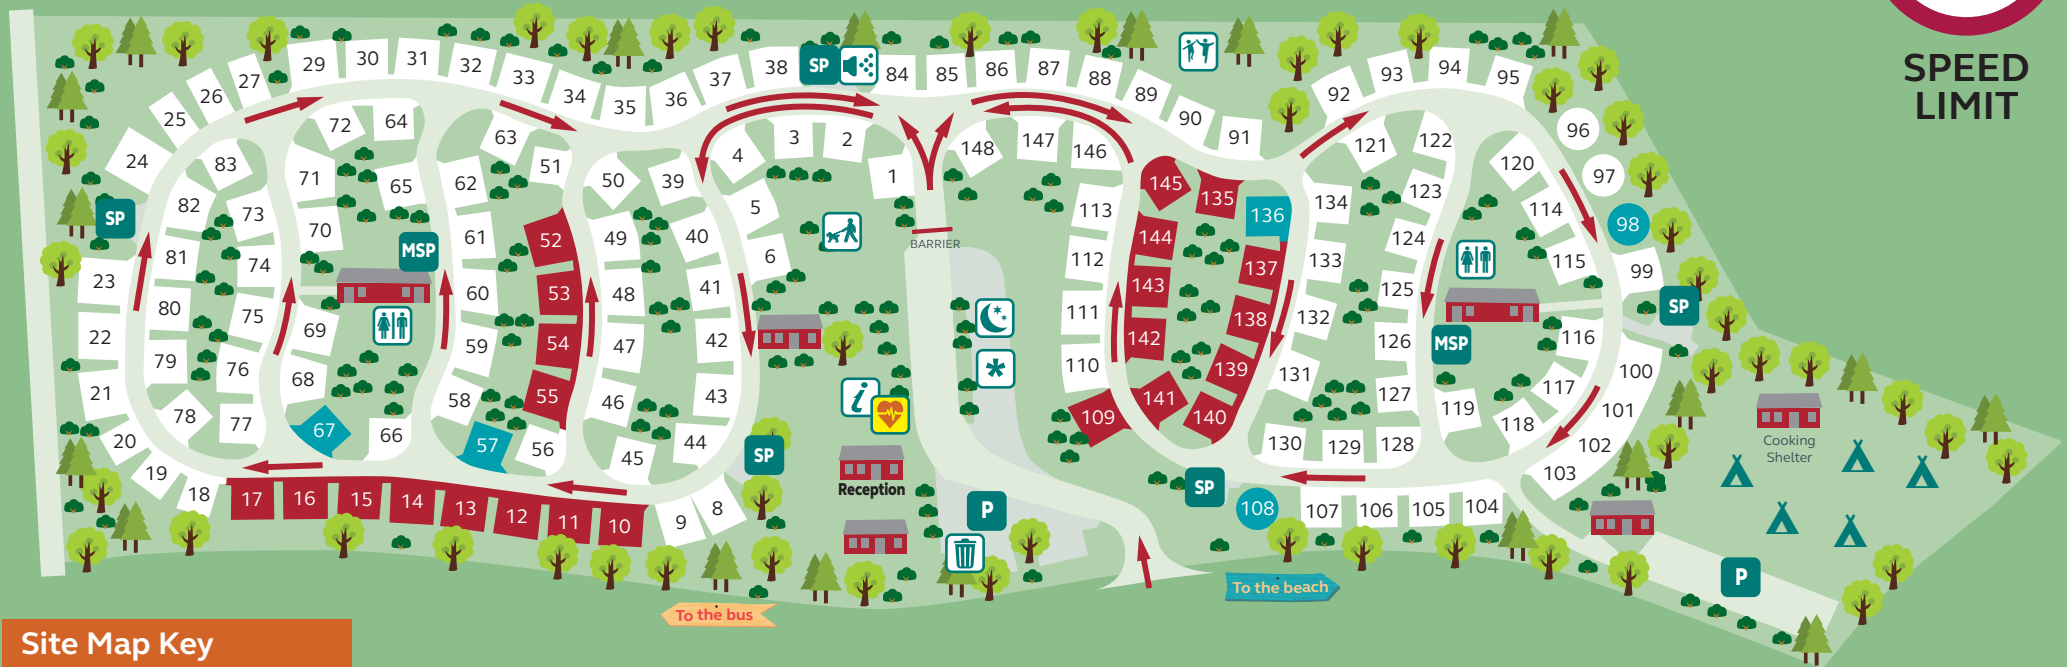 SPEED
LIMIT
29 30 31 32 33 34 35 36 37 38 SP 84 85 86 87 88 89 90 91 92 93 94 95 96 97 98 99
28 27 26 25 24
SP
23 22 21 20 19 18
83 82 81 80 79 78 77 76 75 74 73
72 64 71 65 70 69 68 67 66
MSP
63 62 61 60 59 58 57 56 55 54 53 52 51
50 39 49 40 48 41 47 42 46 43 45 44
SP
17 16 15 14 13 12 11 10 9 8
4 3 2 1 5 6
BARRIER
i
*
Reception
P
148 147 146
113 112 111 110 109
145 135 136 144 143 142 141 140 139 138 137
134 133 132 131 130 129 128
121 122 123 124 125 126 127
120 114 115 116 117 118 119
MSP
SP
100 101 102 103
SP
108 107 106 105 104
Cooking
Shelter
P
To the beach
To the bus
Site Map Key